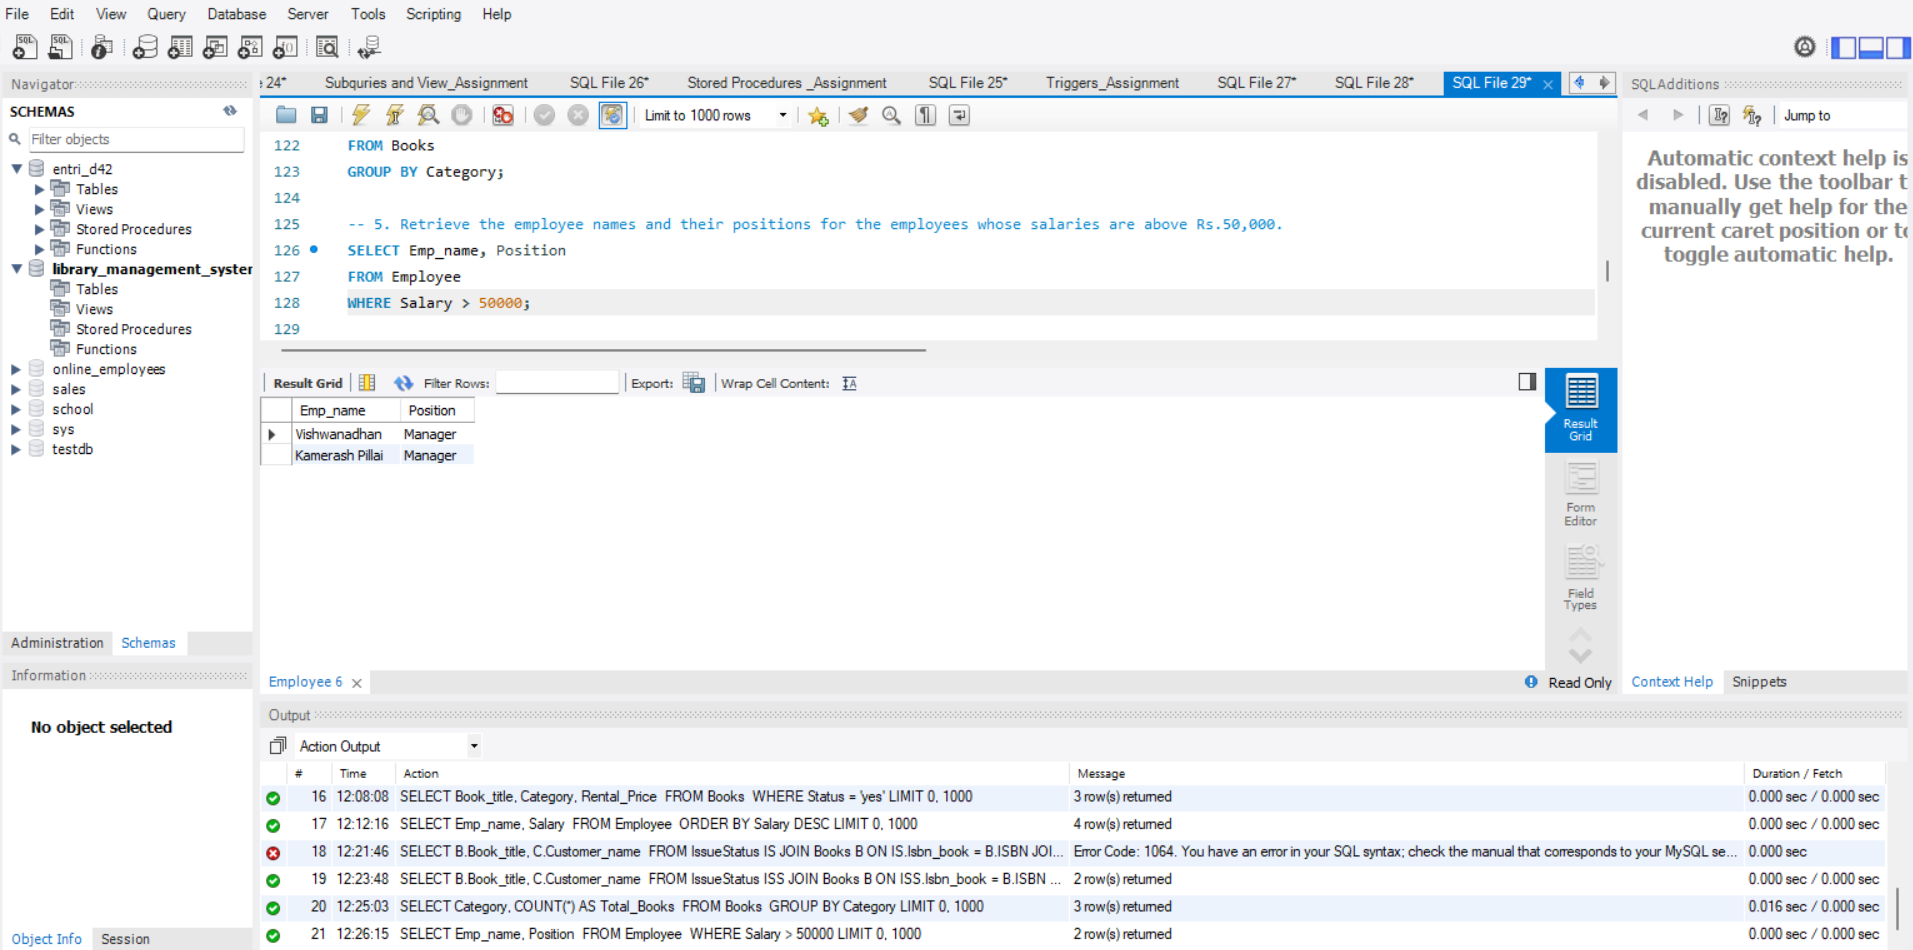 File Edit View Query Database Server Tools Scripting Help
Navigator
SCHEMAS
Filter objects
entri_d42
Tables
Views
Stored Procedures
Functions
library_management_syster
Tables
Views
Stored Procedures
Functions
online_employees
sales
school
sys
testdb
Administration Schemas
Information
No object selected
Object Info Session
24* Subquries and View_Assignment SQL File 26* Stored Procedures _Assignment SQL File 25* Triggers_Assignment SQL File 27* SQL File 28* SQL File 29*
Limit to 1000 rows
122 FROM Books
123 GROUP BY Category;
124
125 -- 5. Retrieve the employee names and their positions for the employees whose salaries are above Rs.50,000.
126 SELECT Emp_name, Position
127 FROM Employee
128 WHERE Salary > 50000;
129
Result Grid Filter Rows: Export: Wrap Cell Content:
Emp_name Position
Vishwanadhan Manager
Kamerash Pillai Manager
Result
Grid
Form
Editor
Field
Types
Employee 6 Read Only
SQLAdditions
Jump to
Automatic context help is
disabled. Use the toolbar t
manually get help for the
current caret position or to
toggle automatic help.
Context Help Snippets
Output
Action Output
# Time Action Message Duration / Fetch
16 12:08:08 SELECT Book_title, Category, Rental_Price FROM Books WHERE Status = 'yes' LIMIT 0, 1000 3 row(s) returned 0.000 sec / 0.000 sec
17 12:12:16 SELECT Emp_name, Salary FROM Employee ORDER BY Salary DESC LIMIT 0, 1000 4 row(s) returned 0.000 sec / 0.000 sec
18 12:21:46 SELECT B.Book_title, C.Customer_name FROM IssueStatus IS JOIN Books B ON IS.Isbn_book = B.ISBN JOI... Error Code: 1064. You have an error in your SQL syntax; check the manual that corresponds to your MySQL se... 0.000 sec
19 12:23:48 SELECT B.Book_title, C.Customer_name FROM IssueStatus ISS JOIN Books B ON ISS.Isbn_book = B.ISBN ... 2 row(s) returned 0.000 sec / 0.000 sec
20 12:25:03 SELECT Category, COUNT(*) AS Total_Books FROM Books GROUP BY Category LIMIT 0, 1000 3 row(s) returned 0.016 sec / 0.000 sec
21 12:26:15 SELECT Emp_name, Position FROM Employee WHERE Salary > 50000 LIMIT 0, 1000 2 row(s) returned 0.000 sec / 0.000 sec